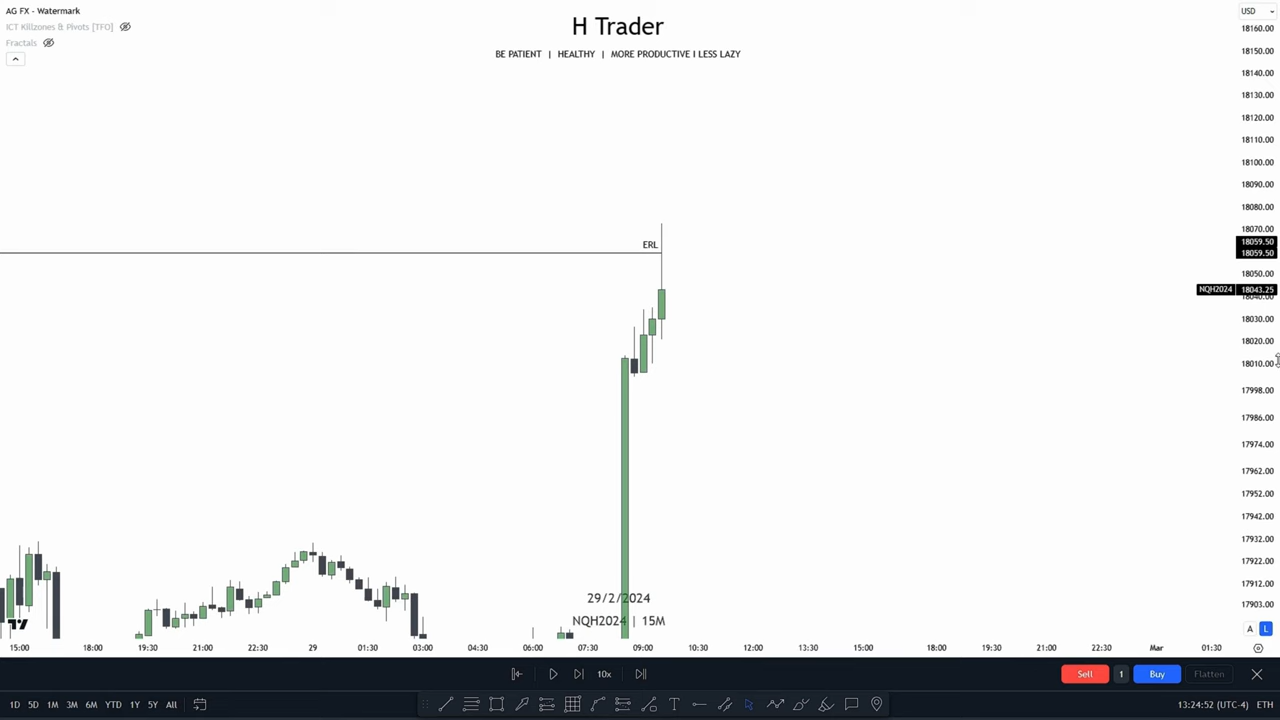 AG FX - Watermark
ICT Killzones & Pivots [TFO]
Fractals
H Trader
BE PATIENT | HEALTHY | MORE PRODUCTIVE I LESS LAZY
USD
18160.00
18150.00
18140.00
18130.00
18120.00
18110.00
18100.00
18090.00
18080.00
18070.00
18059.50
18059.50
18050.00
NQH2024 18043.25
18040.00
18030.00
18020.00
18010.00
17998.00
17986.00
17974.00
17962.00
17952.00
17942.00
17932.00
17922.00
17912.00
17903.00
ERL
29/2/2024
NQH2024 | 15M
A L
15:00 18:00 19:30 21:00 22:30 29 01:30 03:00 04:30 06:00 07:30 09:00 10:30 12:00 13:30 15:00 18:00 19:30 21:00 22:30 Mar 01:30
10x
Sell 1 Buy Flatten
1D 5D 1M 3M 6M YTD 1Y 5Y All
13:24:52 (UTC-4) ETH